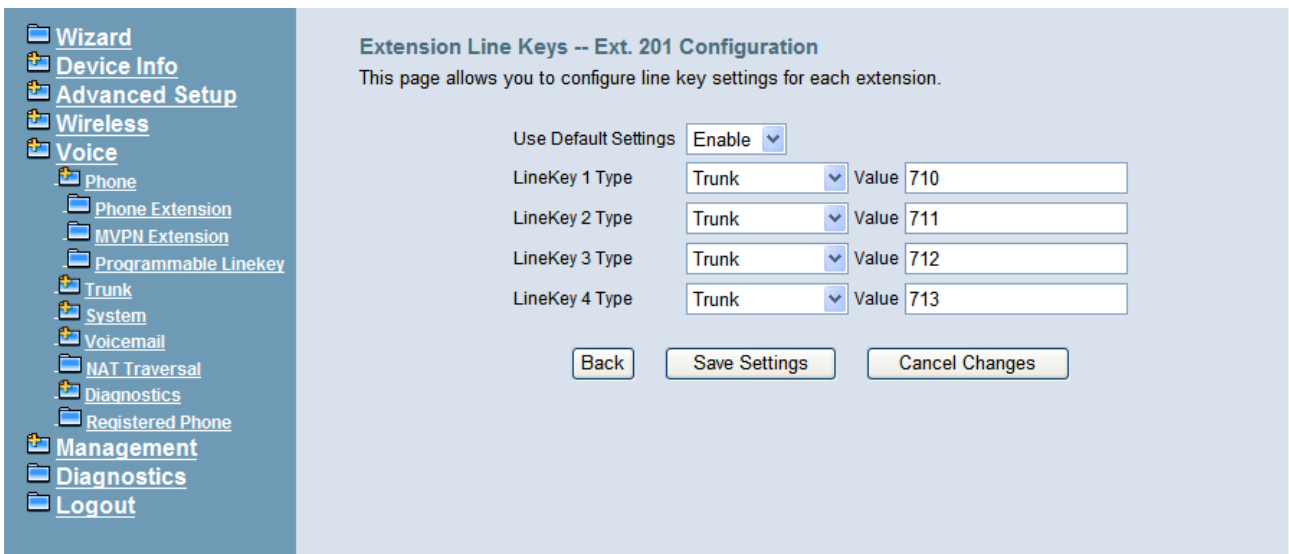 Wizard
Device Info
Advanced Setup
Wireless
Voice
Phone
Phone Extension
MVPN Extension
Programmable Linekey
Trunk
System
Voicemail
NAT Traversal
Diagnostics
Registered Phone
Management
Diagnostics
Logout
Extension Line Keys -- Ext. 201 Configuration
This page allows you to configure line key settings for each extension.
Use Default Settings Enable
LineKey 1 Type Trunk Value 710
LineKey 2 Type Trunk Value 711
LineKey 3 Type Trunk Value 712
LineKey 4 Type Trunk Value 713
Back Save Settings Cancel Changes